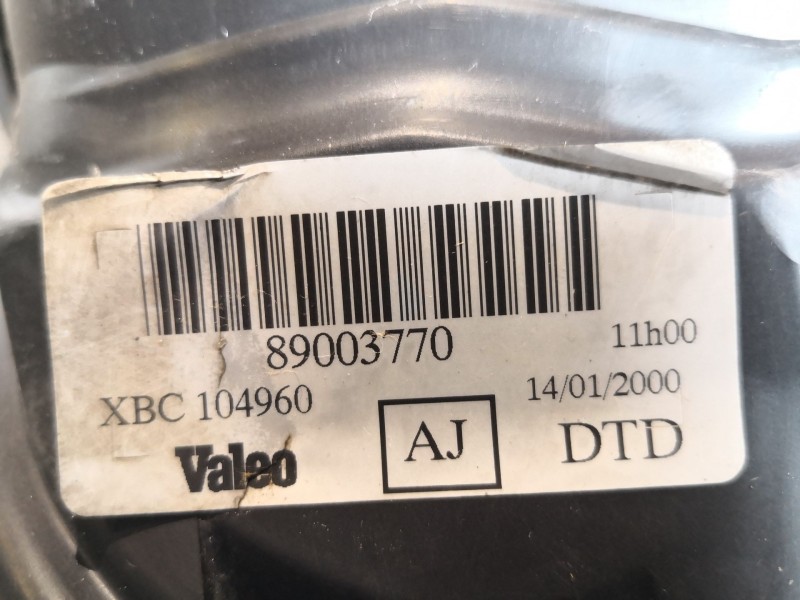 89003770
11h00
XBC 104960
14/01/2000
Valeo
AJ
DTD